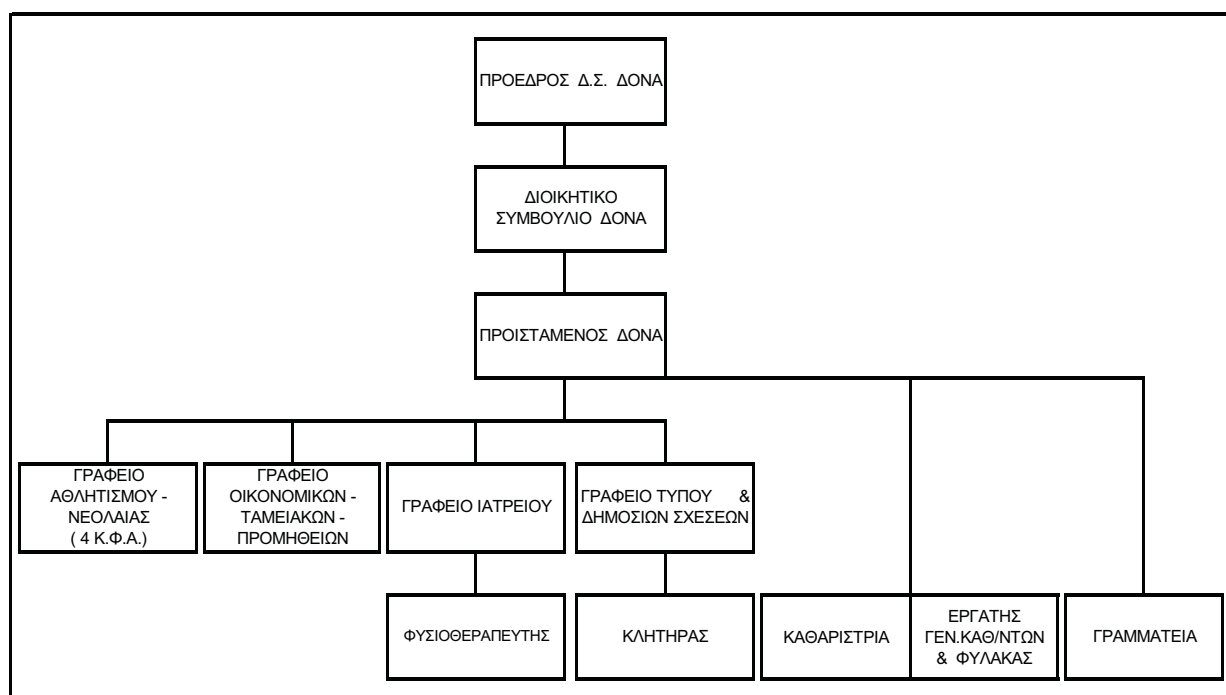 ΠΡΟΕΔΡΟΣ Δ.Σ. ΔΟΝΑ
ΔΙΟΙΚΗΤΙΚΟ
ΣΥΜΒΟΥΛΙΟ ΔΟΝΑ
ΠΡΟΙΣΤΑΜΕΝΟΣ ΔΟΝΑ
ΓΡΑΦΕΙΟ
ΑΘΛΗΤΙΣΜΟΥ -
ΝΕΟΛΑΙΑΣ
( 4 Κ.Φ.Α.)
ΓΡΑΦΕΙΟ
ΟΙΚΟΝΟΜΙΚΩΝ -
ΤΑΜΕΙΑΚΩΝ -
ΠΡΟΜΗΘΕΙΩΝ
ΓΡΑΦΕΙΟ ΙΑΤΡΕΙΟΥ
ΓΡΑΦΕΙΟ ΤΥΠΟΥ &
ΔΗΜΟΣΙΩΝ ΣΧΕΣΕΩΝ
ΦΥΣΙΟΘΕΡΑΠΕΥΤΗΣ
ΚΛΗΤΗΡΑΣ
ΚΑΘΑΡΙΣΤΡΙΑ
ΕΡΓΑΤΗΣ
ΓΕΝ.ΚΑΘ/ΝΤΩΝ
& ΦΥΛΑΚΑΣ
ΓΡΑΜΜΑΤΕΙΑ